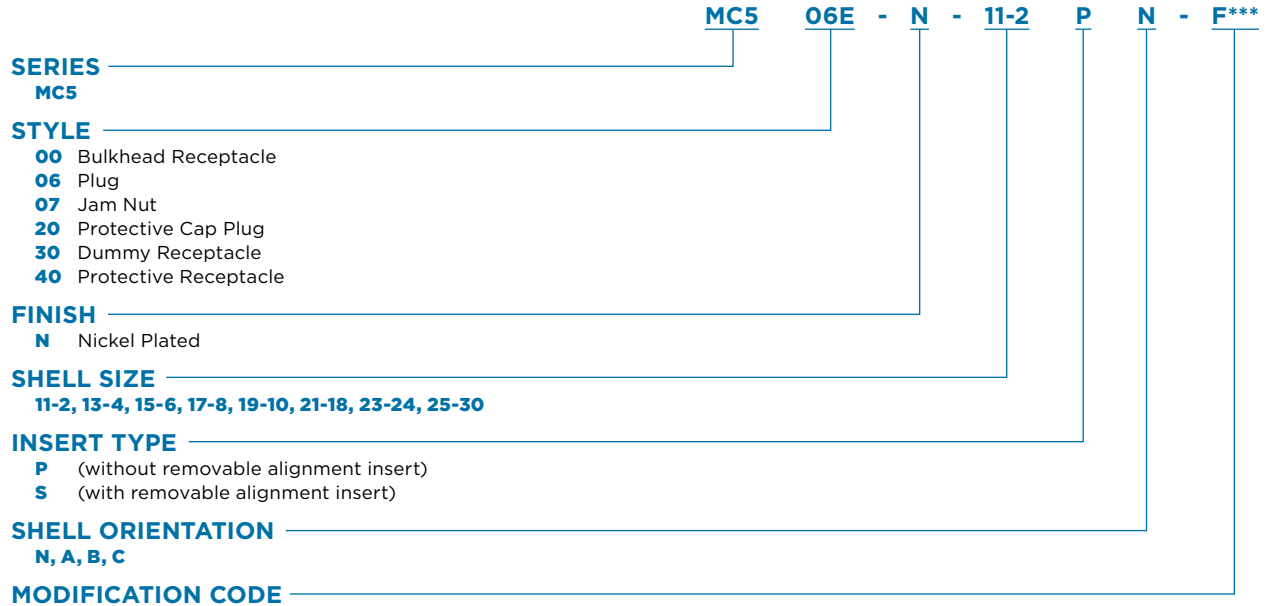 MC5 06E - N - 11-2 P N - F***
SERIES
MC5
STYLE
00 Bulkhead Receptacle
06 Plug
07 Jam Nut
20 Protective Cap Plug
30 Dummy Receptacle
40 Protective Receptacle
FINISH
N Nickel Plated
SHELL SIZE
11-2, 13-4, 15-6, 17-8, 19-10, 21-18, 23-24, 25-30
INSERT TYPE
P (without removable alignment insert)
S (with removable alignment insert)
SHELL ORIENTATION
N, A, B, C
MODIFICATION CODE